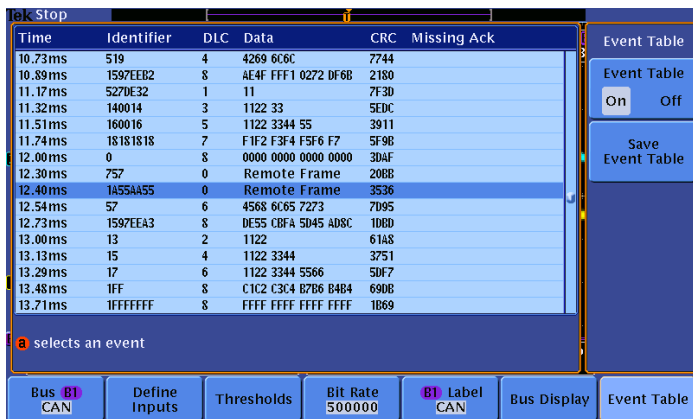 Tek Stop
Time Identifier DLC Data CRC Missing Ack
10.73ms 519 4 4269 6C6C 7744
10.89ms 1597EEB2 8 AE4F FFF1 0272 DF6B 2180
11.17ms 527DE32 1 11 7F3D
11.32ms 140014 3 1122 33 5EDC
11.51ms 160016 5 1122 3344 55 3911
11.74ms 18181818 7 F1F2 F3F4 F5F6 F7 5F9B
12.00ms 0 8 0000 0000 0000 0000 3DAF
12.30ms 757 0 Remote Frame 20BB
12.40ms 1A55AA55 0 Remote Frame 3536
12.54ms 57 6 4568 6C65 7273 7D95
12.73ms 1597EEA3 8 DE55 CBFA 5D45 AD8C 1DBD
13.00ms 13 2 1122 61A8
13.13ms 15 4 1122 3344 3751
13.29ms 17 6 1122 3344 5566 5DF7
13.48ms 1FF 8 C1C2 C3C4 B7B6 B4B4 69DB
13.71ms 1FFFFFFF 8 FFFF FFFF FFFF FFFF 1B69
a selects an event
Event Table
Event Table
On Off
Save
Event Table
Bus B1
CAN
Define
Inputs
Thresholds
Bit Rate
500000
B1 Label
CAN
Bus Display
Event Table